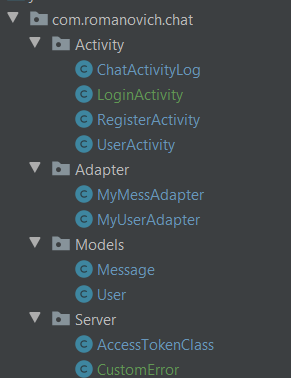 com.romanovich.chat
Activity
ChatActivityLog
LoginActivity
RegisterActivity
UserActivity
Adapter
MyMessAdapter
MyUserAdapter
Models
Message
User
Server
AccessTokenClass
CustomError